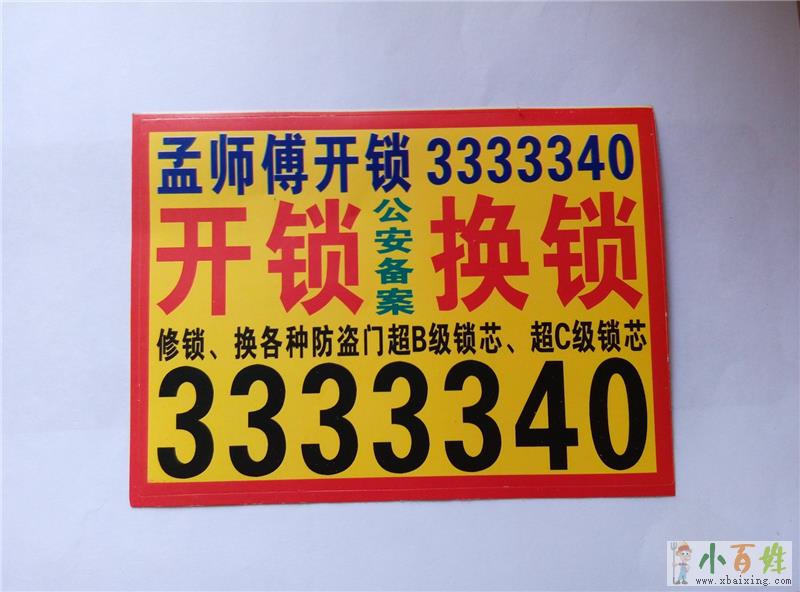 孟师傅开锁 3333340
开锁 公安备案 换锁
修锁、换各种防盗门超B级锁芯、超C级锁芯
3333340
小百姓
www.xbaixing.com